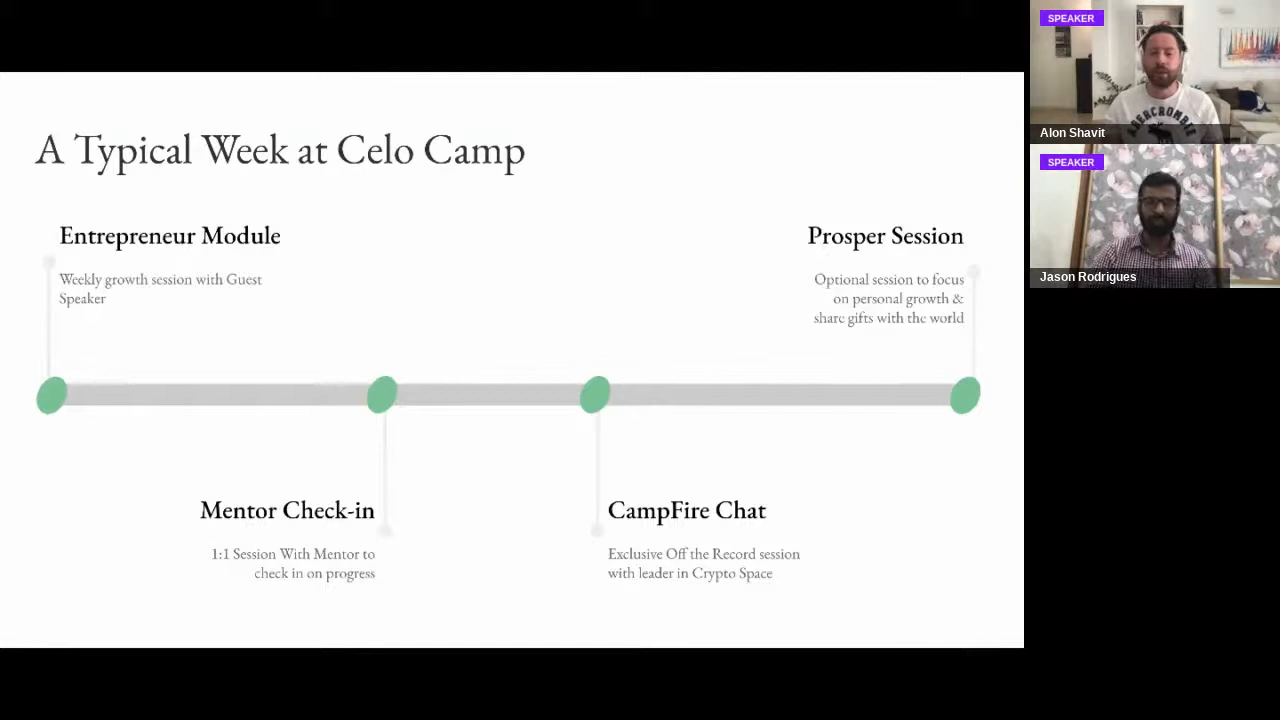 A Typical Week at Celo Camp
Entrepreneur Module
Weekly growth session with Guest
Speaker
Prosper Session
Optional session to focus
on personal growth &
share gifts with the world
Mentor Check-in
1:1 Session With Mentor to
check in on progress
CampFire Chat
Exclusive Off the Record session
with leader in Crypto Space
SPEAKER
ABERCROMBIE
Alon Shavit
SPEAKER
Jason Rodrigues